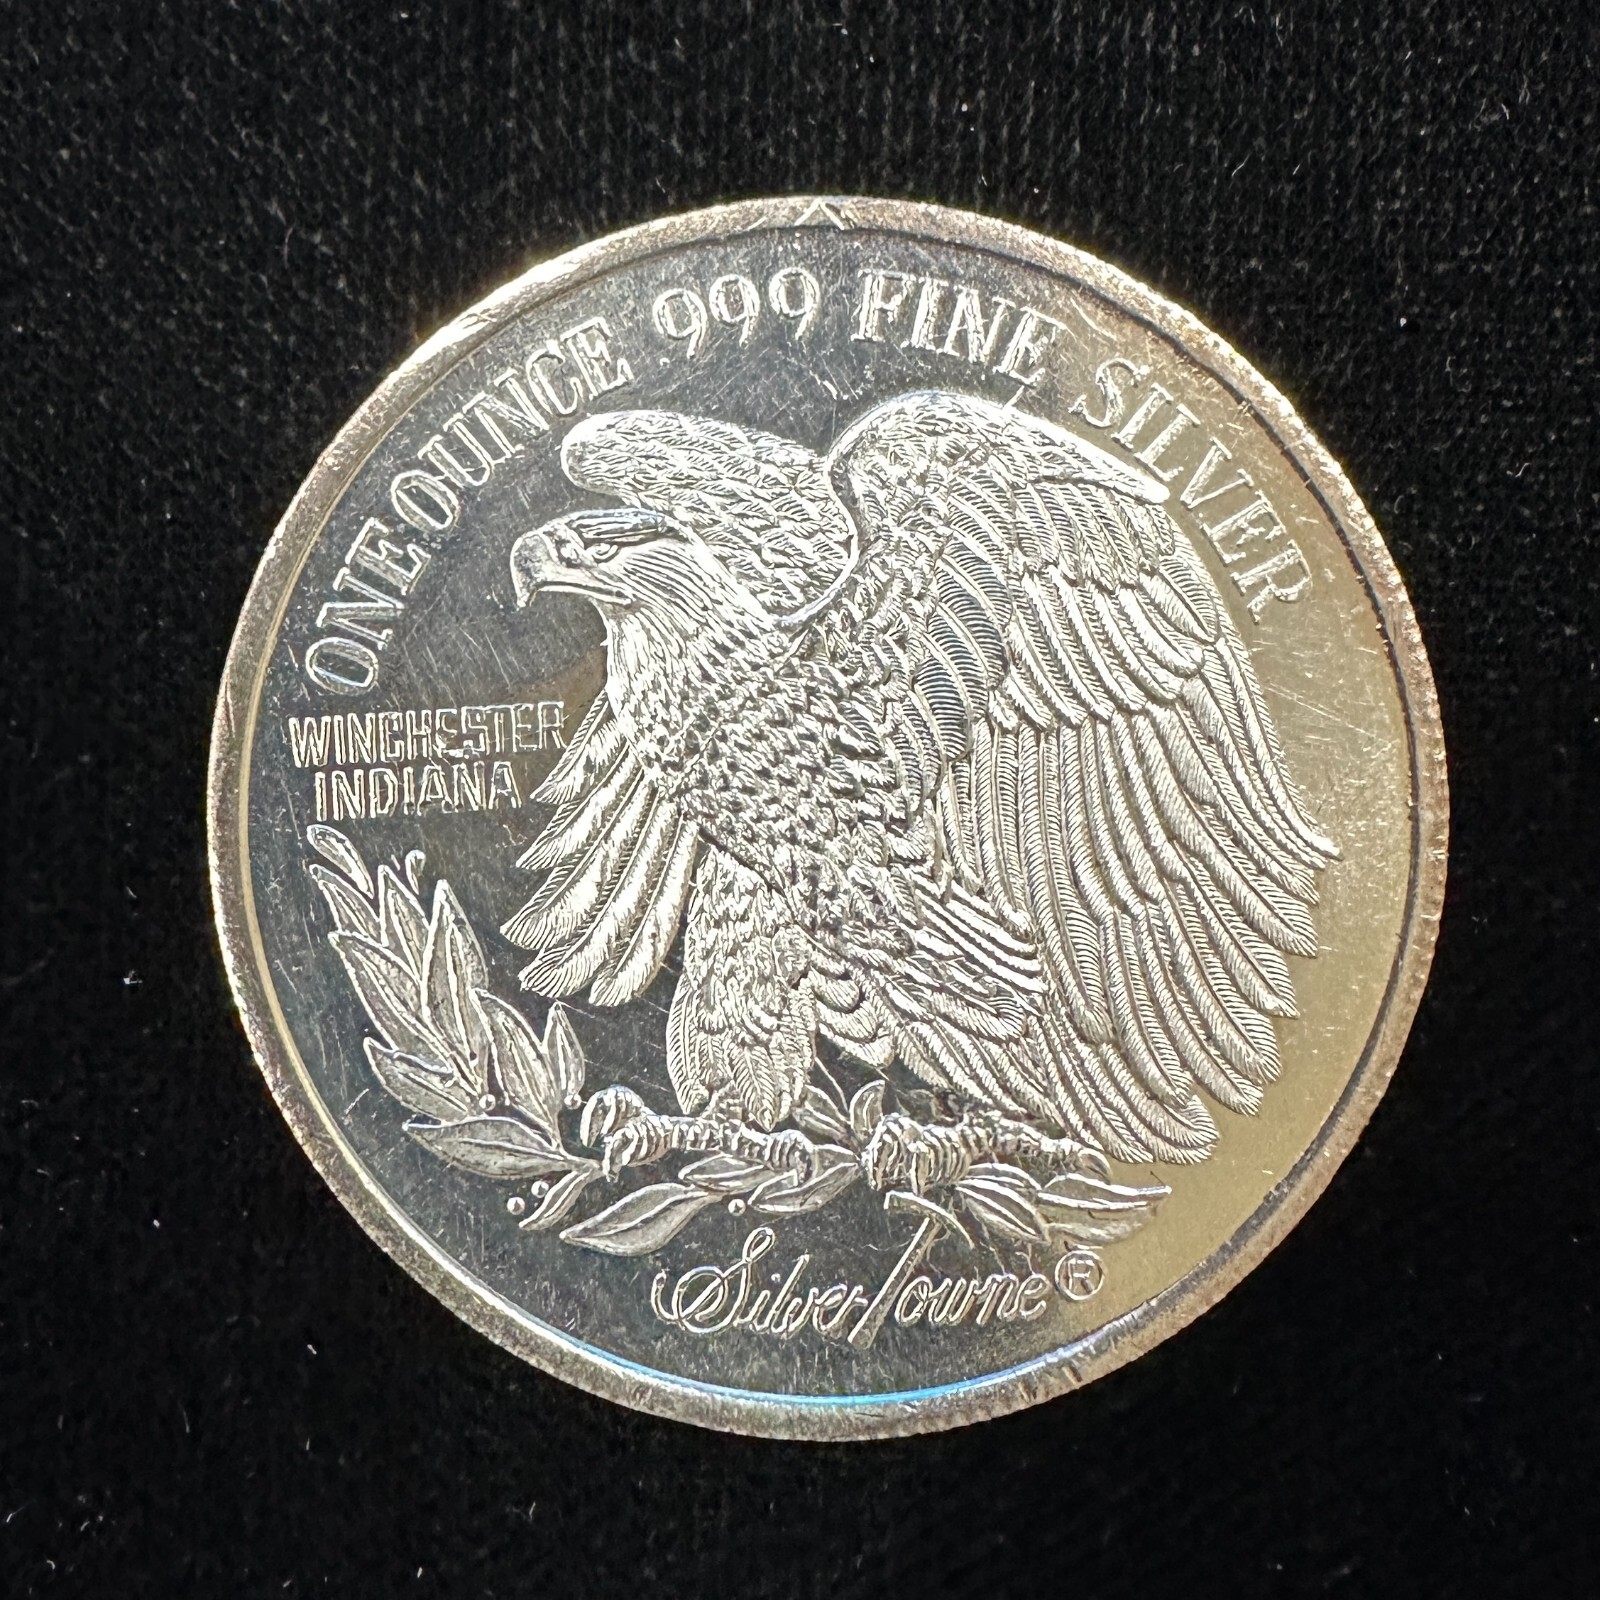 ONE OUNCE .999 FINE SILVER
WINCHESTER
INDIANA
SilverTowne®